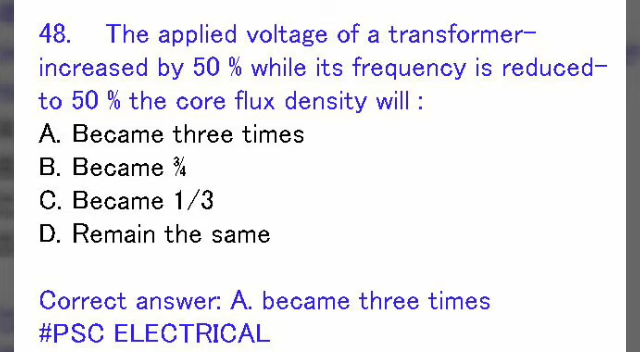 48. The applied voltage of a transformer-
increased by 50 % while its frequency is reduced-
to 50 % the core flux density will :
A. Became three times
B. Became ¾
C. Became 1/3
D. Remain the same
Correct answer: A. became three times
#PSC ELECTRICAL